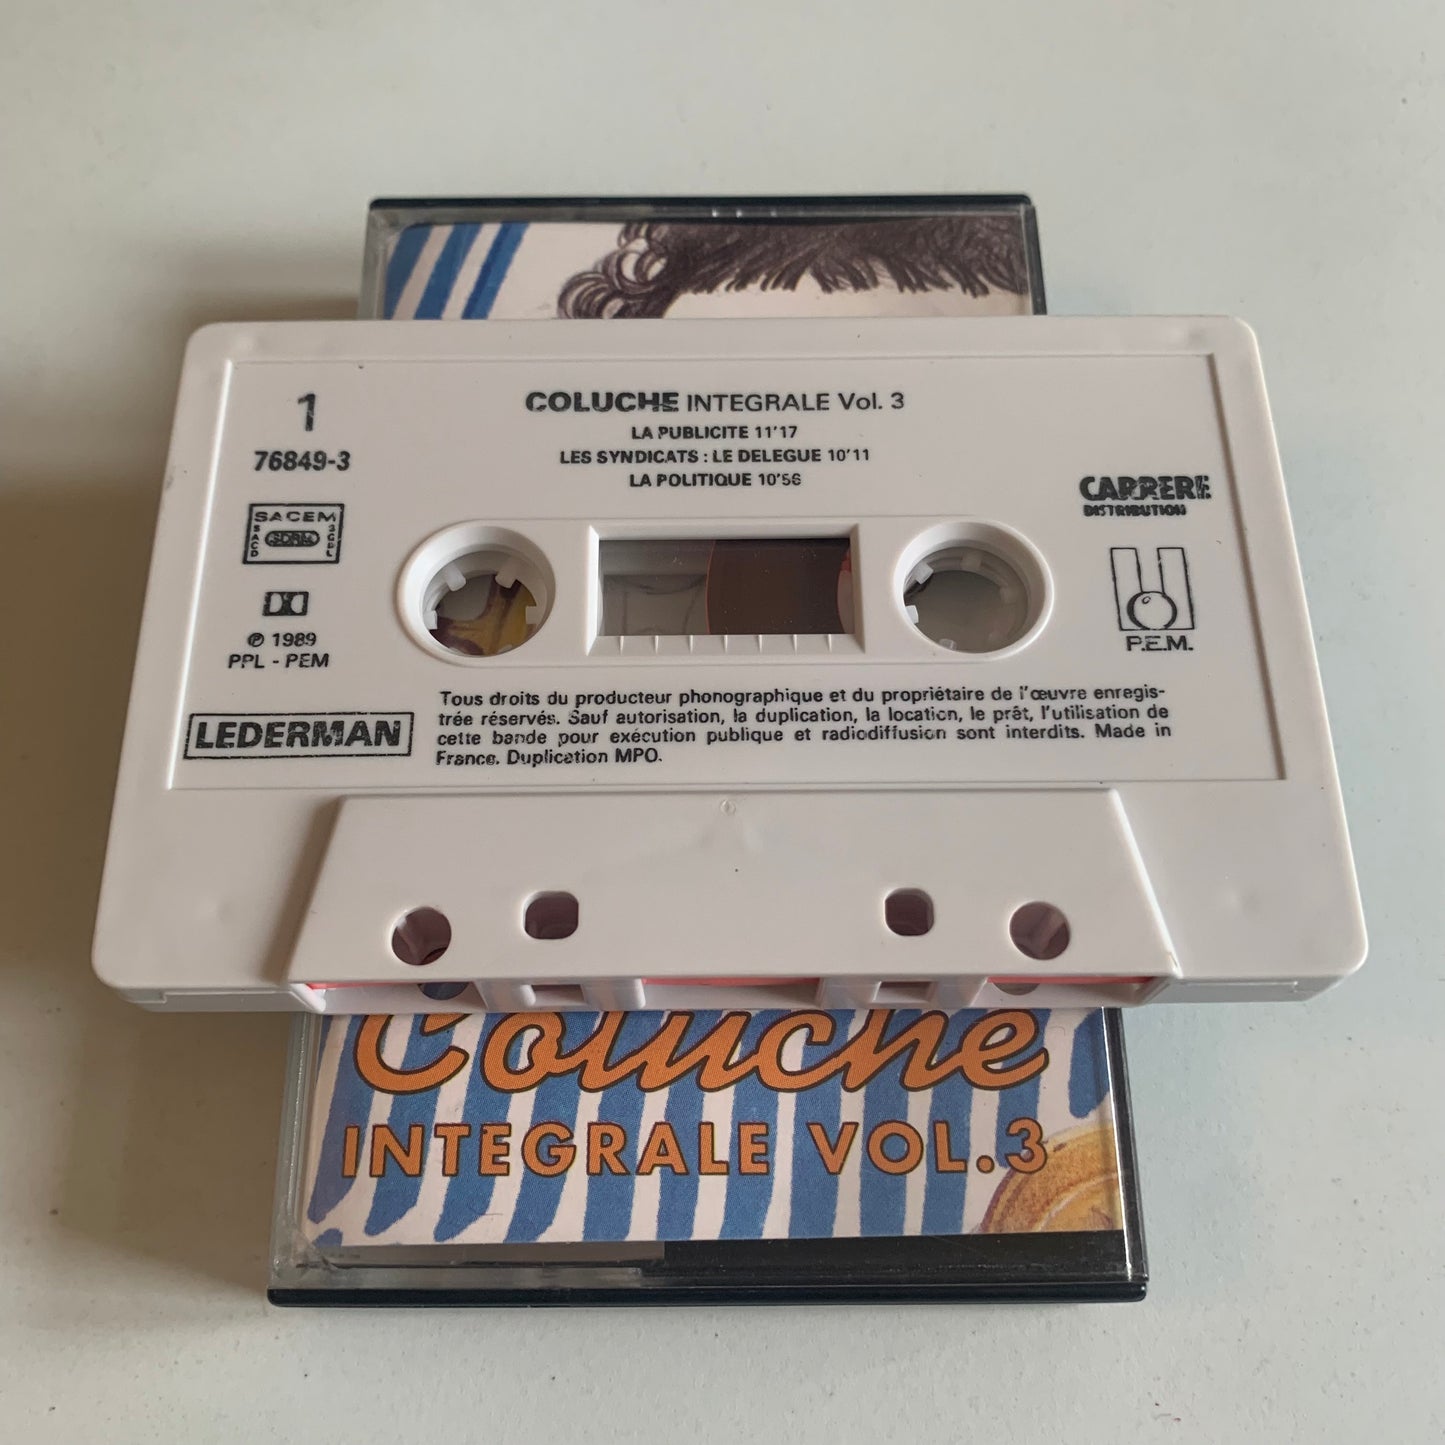 1
76849-3
COLUCHE INTEGRALE Vol. 3
LA PUBLICITE 11'17
LES SYNDICATS : LE DELEGUE 10'11
LA POLITIQUE 10'56
CARRERE
DISTRIBUTION
SACEM
SACD
SDRM
SGDL
℗ 1989
PPL - PEM
P.E.M.
LEDERMAN
Tous droits du producteur phonographique et du propriétaire de l'œuvre enregis-
trée réservés. Sauf autorisation, la duplication, la location, le prêt, l'utilisation de
cette bande pour exécution publique et radiodiffusion sont interdits. Made in
France. Duplication MPO.
Coluche
INTEGRALE VOL.3